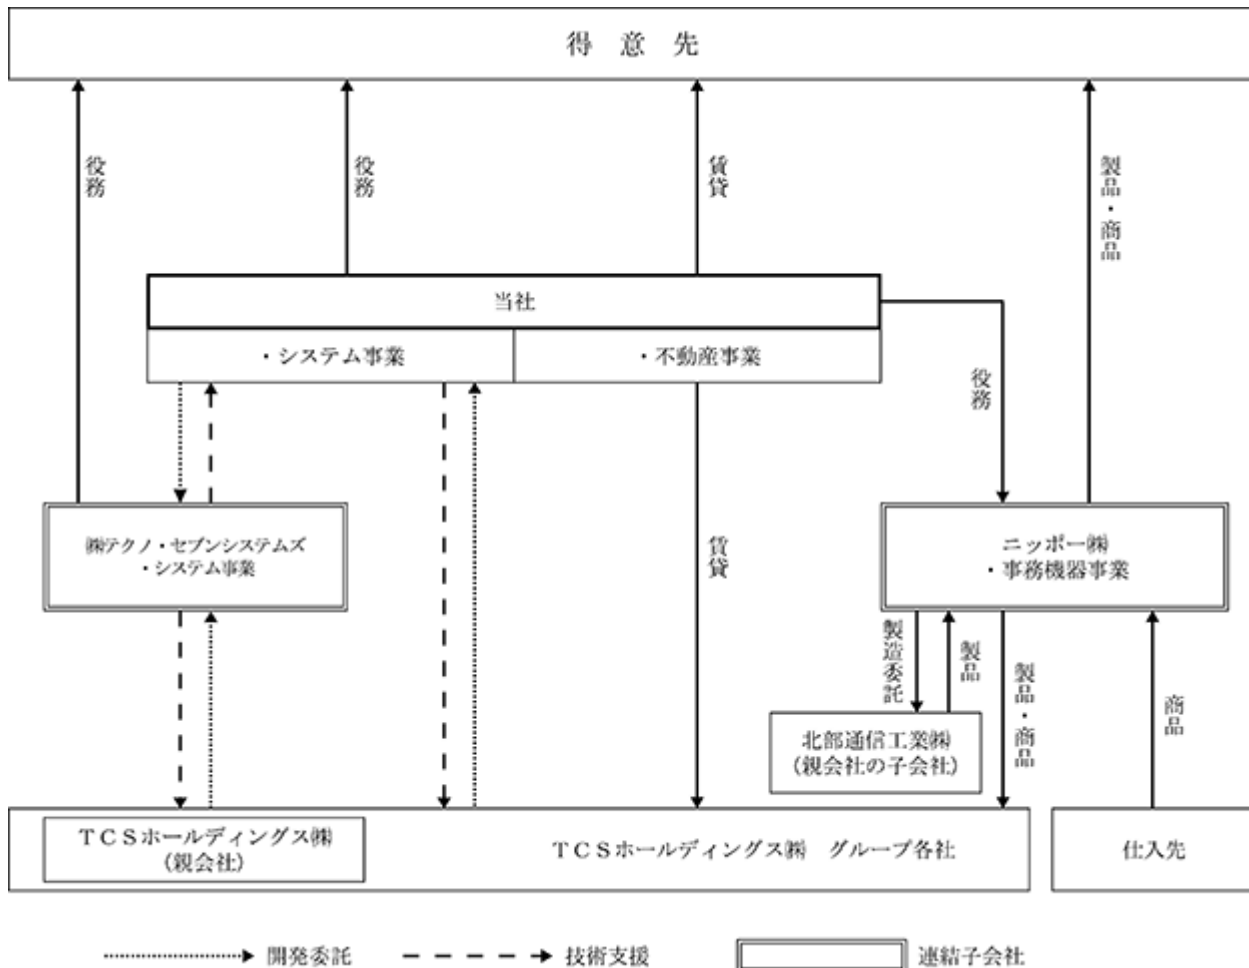 得 意 先
役務
役務
賃貸
製品・商品
当社
・システム事業
・不動産事業
役務
㈱テクノ・セブンシステムズ
・システム事業
賃貸
ニッポー㈱
・事務機器事業
製造委託
製品
製品・商品
商品
北部通信工業㈱
(親会社の子会社)
ＴＣＳホールディングス㈱
(親会社)
ＴＣＳホールディングス㈱　グループ各社
仕入先
開発委託
技術支援
連結子会社